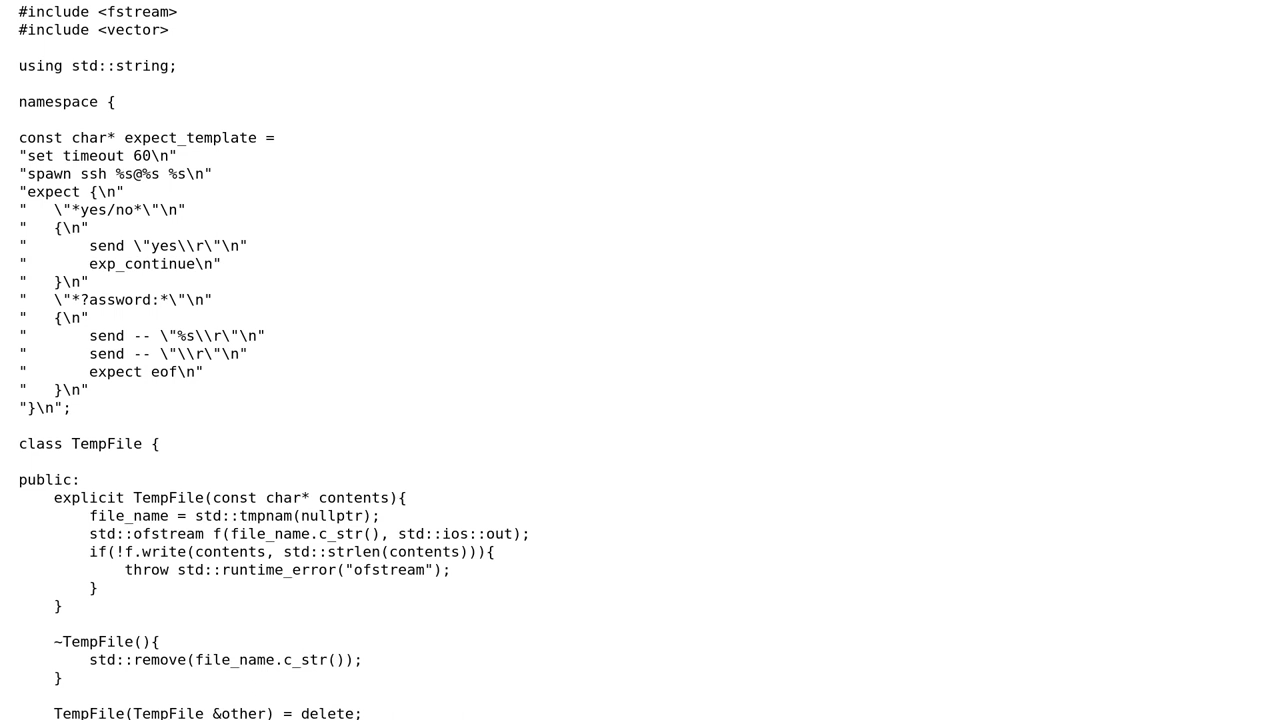 #include <fstream>
#include <vector>

using std::string;

namespace {

const char* expect_template =
"set timeout 60\n"
"spawn ssh %s@%s %s\n"
"expect {\n"
"   \"*yes/no*\"\n"
"   {\n"
"       send \"yes\\r\"\n"
"       exp_continue\n"
"   }\n"
"   \"*?assword:*\"\n"
"   {\n"
"       send -- \"%s\\r\"\n"
"       send -- \"\\r\"\n"
"       expect eof\n"
"   }\n"
"}\n";

class TempFile {

public:
    explicit TempFile(const char* contents){
        file_name = std::tmpnam(nullptr);
        std::ofstream f(file_name.c_str(), std::ios::out);
        if(!f.write(contents, std::strlen(contents))){
            throw std::runtime_error("ofstream");
        }
    }

    ~TempFile(){
        std::remove(file_name.c_str());
    }

    TempFile(TempFile &other) = delete;